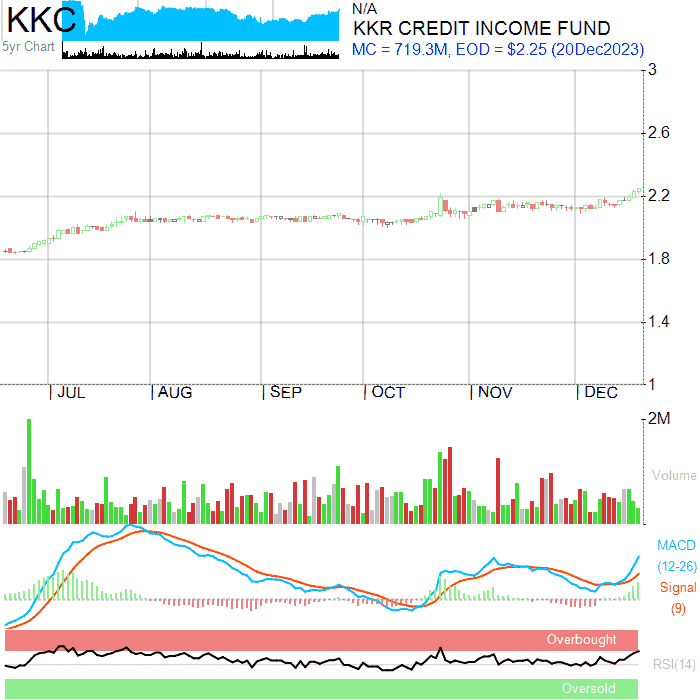 KKC
N/A
KKR CREDIT INCOME FUND
5yr Chart
MC = 719.3M, EOD = $2.25 (20Dec2023)
3
2.6
2.2
1.8
1.4
1
JUL AUG SEP OCT NOV DEC
2M
Volume
MACD
(12-26)
Signal
(9)
Overbought
RSI(14)
Oversold